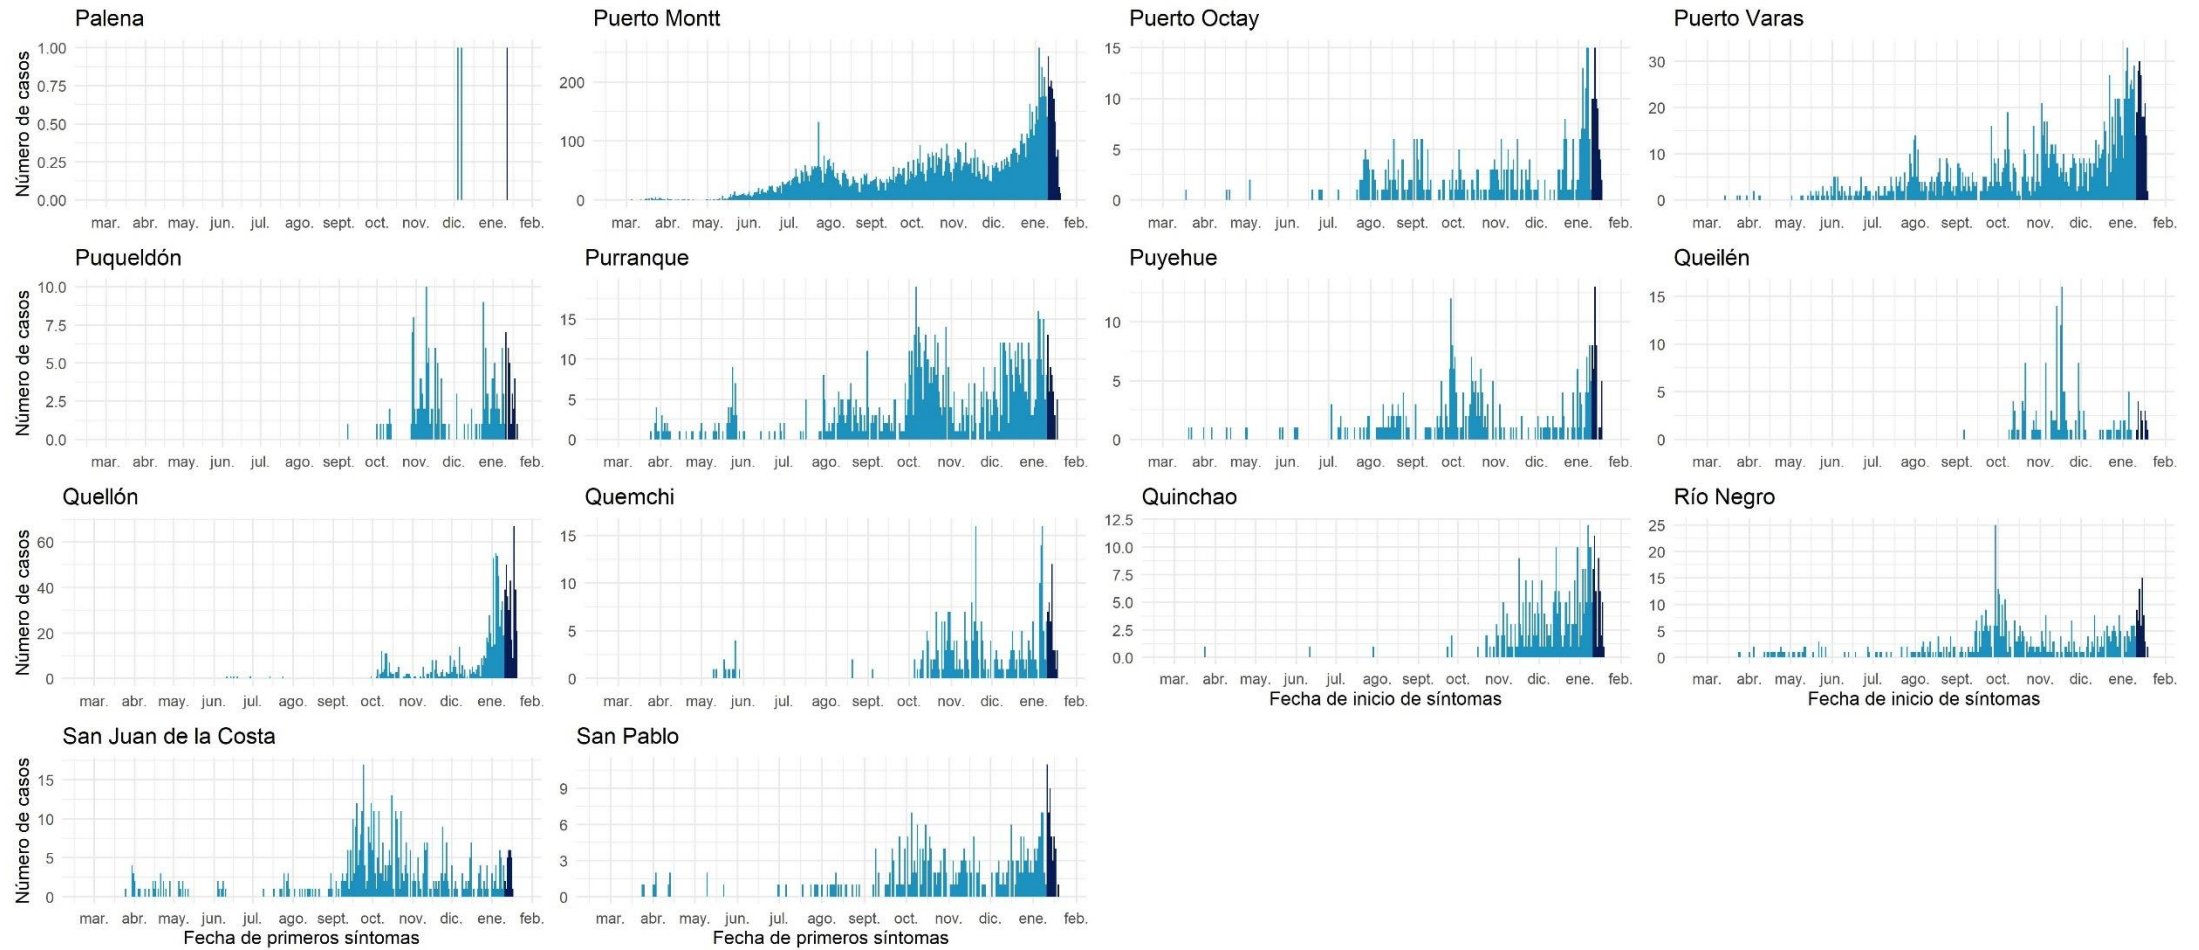 Palena
Puerto Montt
Puerto Octay
Puerto Varas
Número de casos
1.00
0.75
0.50
0.25
0.00
200
100
0
15
10
5
0
30
20
10
0
mar. abr. may. jun. jul. ago. sept. oct. nov. dic. ene. feb.
mar. abr. may. jun. jul. ago. sept. oct. nov. dic. ene. feb.
mar. abr. may. jun. jul. ago. sept. oct. nov. dic. ene. feb.
mar. abr. may. jun. jul. ago. sept. oct. nov. dic. ene. feb.
Puqueldón
Purranque
Puyehue
Queilén
Número de casos
10.0
7.5
5.0
2.5
0.0
15
10
5
0
10
5
0
15
10
5
0
mar. abr. may. jun. jul. ago. sept. oct. nov. dic. ene. feb.
mar. abr. may. jun. jul. ago. sept. oct. nov. dic. ene. feb.
mar. abr. may. jun. jul. ago. sept. oct. nov. dic. ene. feb.
mar. abr. may. jun. jul. ago. sept. oct. nov. dic. ene. feb.
Quellón
Quemchi
Quinchao
Río Negro
Número de casos
60
40
20
0
15
10
5
0
12.5
10.0
7.5
5.0
2.5
0.0
25
20
15
10
5
0
mar. abr. may. jun. jul. ago. sept. oct. nov. dic. ene. feb.
mar. abr. may. jun. jul. ago. sept. oct. nov. dic. ene. feb.
mar. abr. may. jun. jul. ago. sept. oct. nov. dic. ene. feb.
Fecha de inicio de síntomas
mar. abr. may. jun. jul. ago. sept. oct. nov. dic. ene. feb.
Fecha de inicio de síntomas
San Juan de la Costa
San Pablo
Número de casos
15
10
5
0
9
6
3
0
mar. abr. may. jun. jul. ago. sept. oct. nov. dic. ene. feb.
Fecha de primeros síntomas
mar. abr. may. jun. jul. ago. sept. oct. nov. dic. ene. feb.
Fecha de primeros síntomas